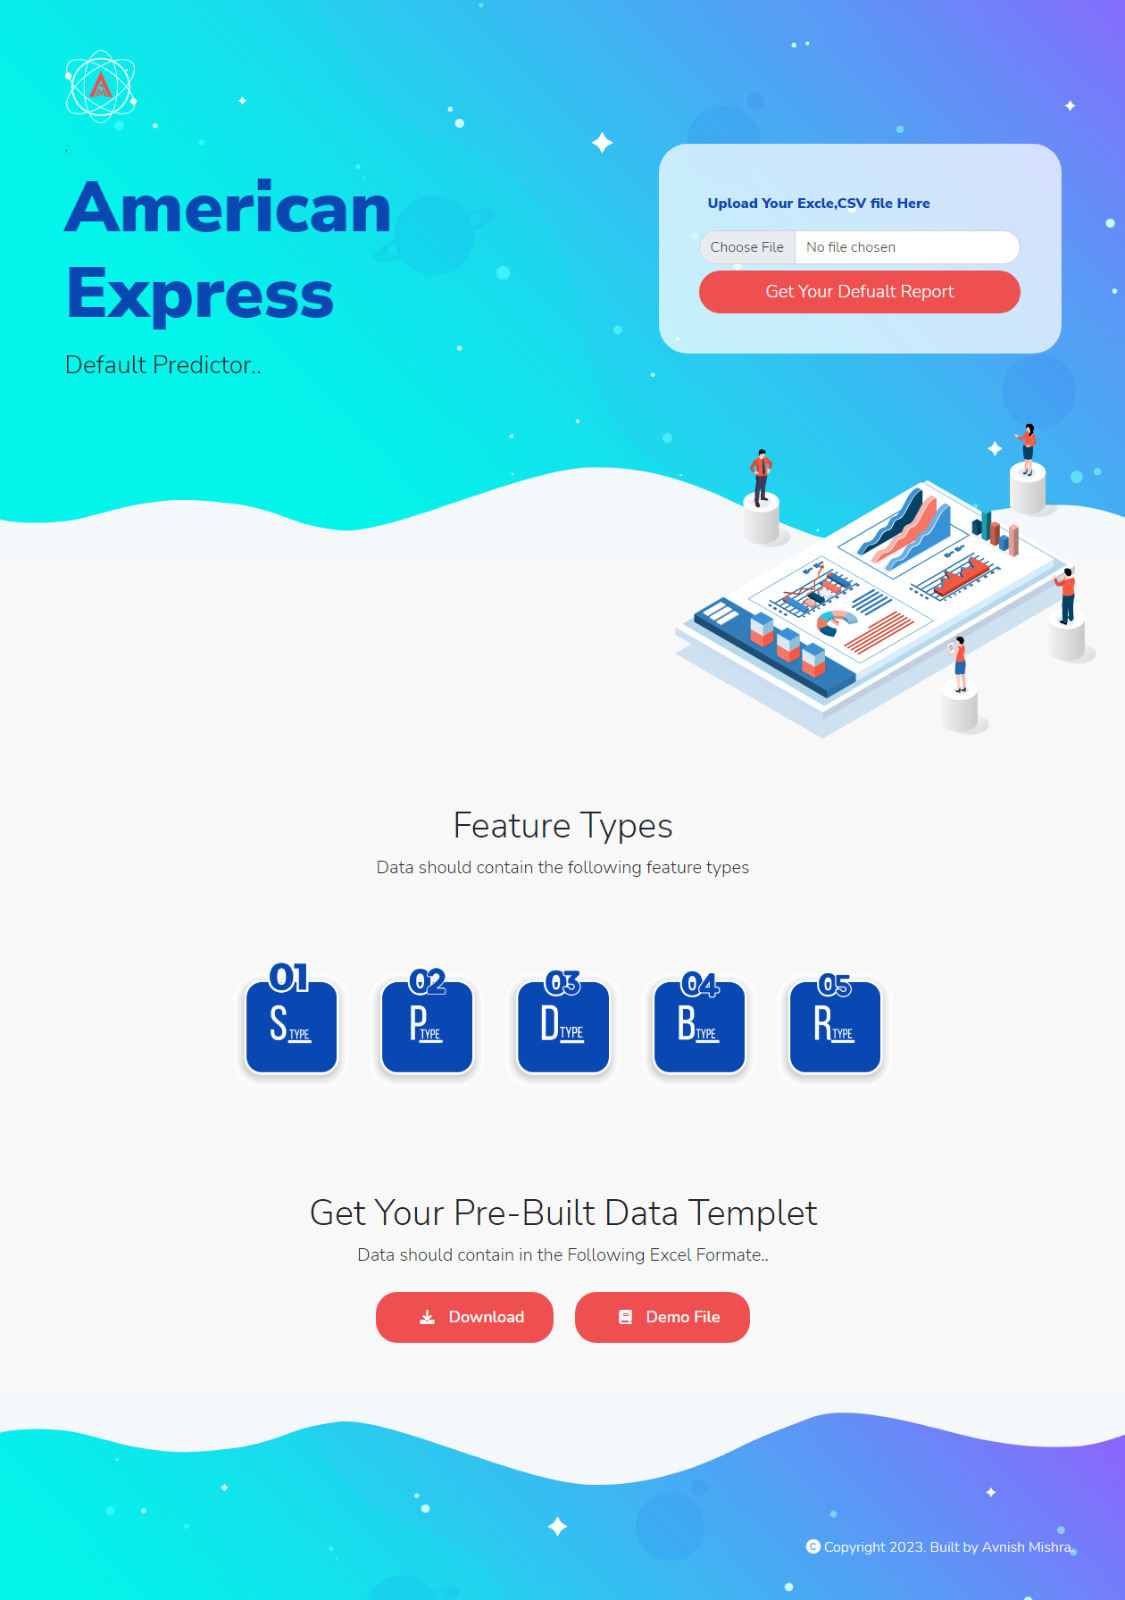 AM
,
American
Express
Default Predictor..
Upload Your Excle,CSV file Here
Choose File No file chosen
Get Your Defualt Report
Feature Types
Data should contain the following feature types
01 02 03 04 05
S TYPE P TYPE D TYPE B TYPE R TYPE
Get Your Pre-Built Data Templet
Data should contain in the Following Excel Formate..
Download Demo File
© Copyright 2023. Built by Avnish Mishra